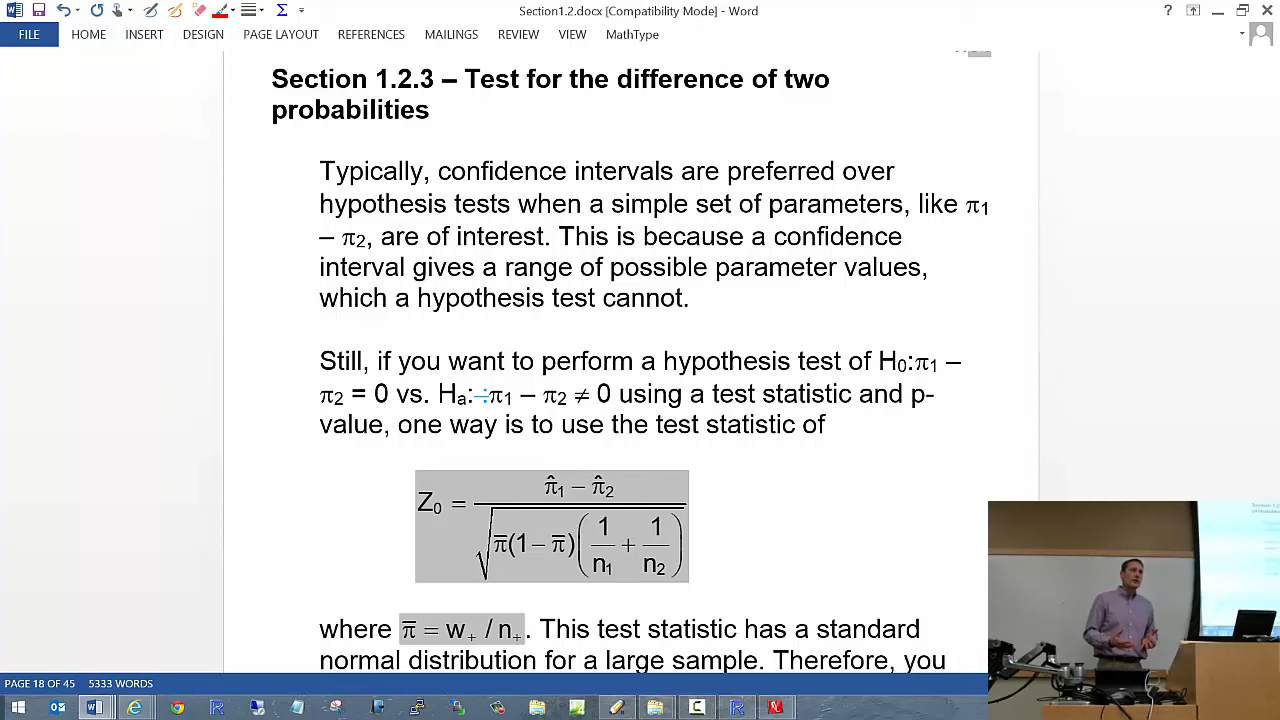 Section1.2.docx [Compatibility Mode] - Word
FILE HOME INSERT DESIGN PAGE LAYOUT REFERENCES MAILINGS REVIEW VIEW MathType
Section 1.2.3 – Test for the difference of two
probabilities
Typically, confidence intervals are preferred over
hypothesis tests when a simple set of parameters, like π1
– π2, are of interest. This is because a confidence
interval gives a range of possible parameter values,
which a hypothesis test cannot.
Still, if you want to perform a hypothesis test of H0:π1 –
π2 = 0 vs. Ha: π1 – π2 ≠ 0 using a test statistic and p-
value, one way is to use the test statistic of
Z0 = (π̂1 − π̂2) / √(π̅(1 − π̅)(1/n1 + 1/n2))
where π̅ = w+ / n+. This test statistic has a standard
normal distribution for a large sample. Therefore, you
PAGE 18 OF 45 5333 WORDS